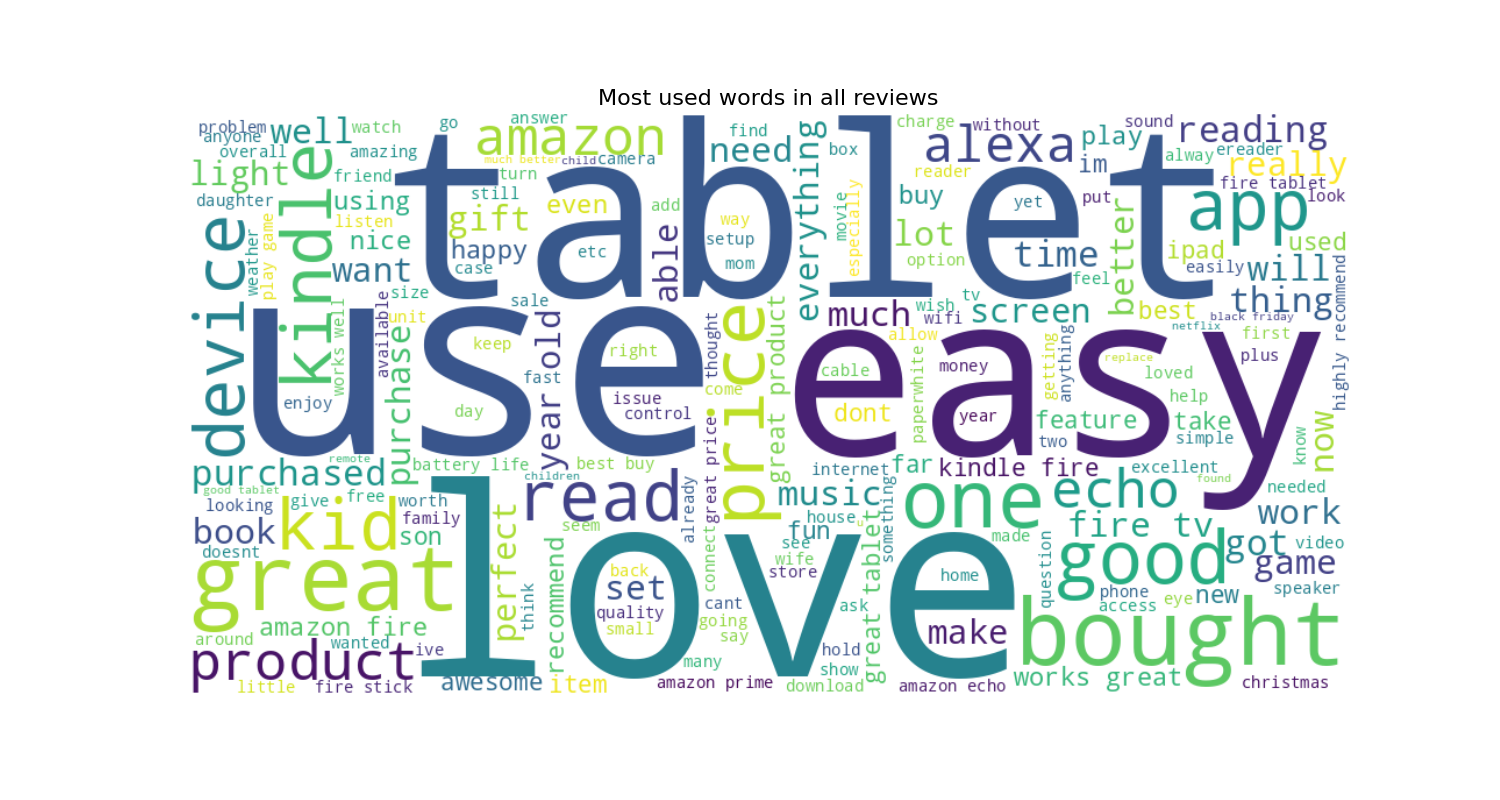 Most used words in all reviews
problem
anyone
well
watch
go
answer
amazon
find
charge
without
sound
play
reading
overall
amazing
much better
child
camera
need
everything
box
alexa
im
alway
ereader
really
light
friend
turn
reader
fire tablet
daughter
kindle
using
still
tablet
gift
even
add
way
buy
yet
put
app
look
listen
nice
happy
able
setup
movie
especially
lot
time
better
ipad
used
device
weather
play game
want
case
etc
mom
option
feel
easily
will
size
sale
wish
tv
thing
highly recommend
works well
available
unit
use
old
year
keep
right
thought
price
great product
much
wifi
screen
best
black friday
netflix
allow
easy
first
enjoy
purchase
day
fast
issue
control
come
cable
money
getting
anything
replace
plus
loved
help
dont
paperwhite
year
feature
take
two
simple
know
now
remote
purchased
battery life
best buy
great price
internet
far
kindle fire
excellent
found
needed
good tablet
children
looking
give
free
worth
read
already
music
something
one
echo
work
book
kid
family
son
perfect
seem
house
fun
u
fire tv
doesnt
see
made
good
got
video
great
love
think
recommend
back
set
connect
wife
store
home
question
game
quality
cant
ask
great tablet
phone
access
eye
new
speaker
around
amazon fire
small
going
say
make
bought
wanted
product
ive
many
hold
show
works great
little
fire stick
awesome
item
amazon prime
download
amazon echo
christmas